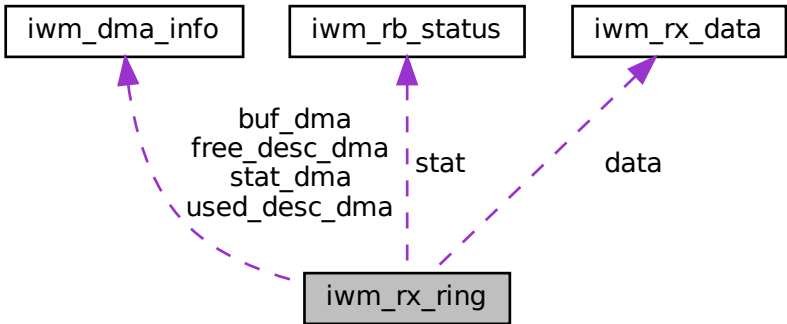 iwm_dma_info
iwm_rb_status
iwm_rx_data
buf_dma
free_desc_dma
stat_dma
used_desc_dma
stat
data
iwm_rx_ring